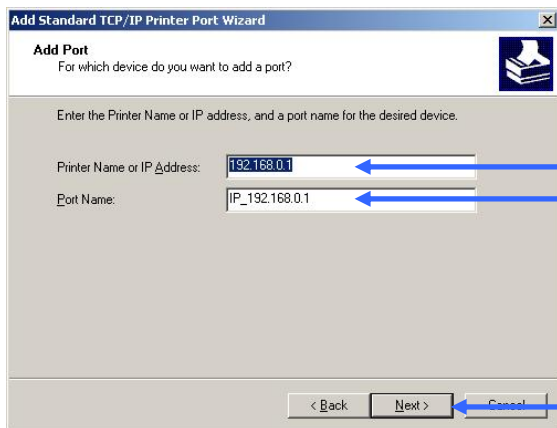 Add Standard TCP/IP Printer Port Wizard
Add Port
For which device do you want to add a port?
Enter the Printer Name or IP address, and a port name for the desired device.
Printer Name or IP Address: 192.168.0.1
Port Name: IP_192.168.0.1
< Back Next > Cancel